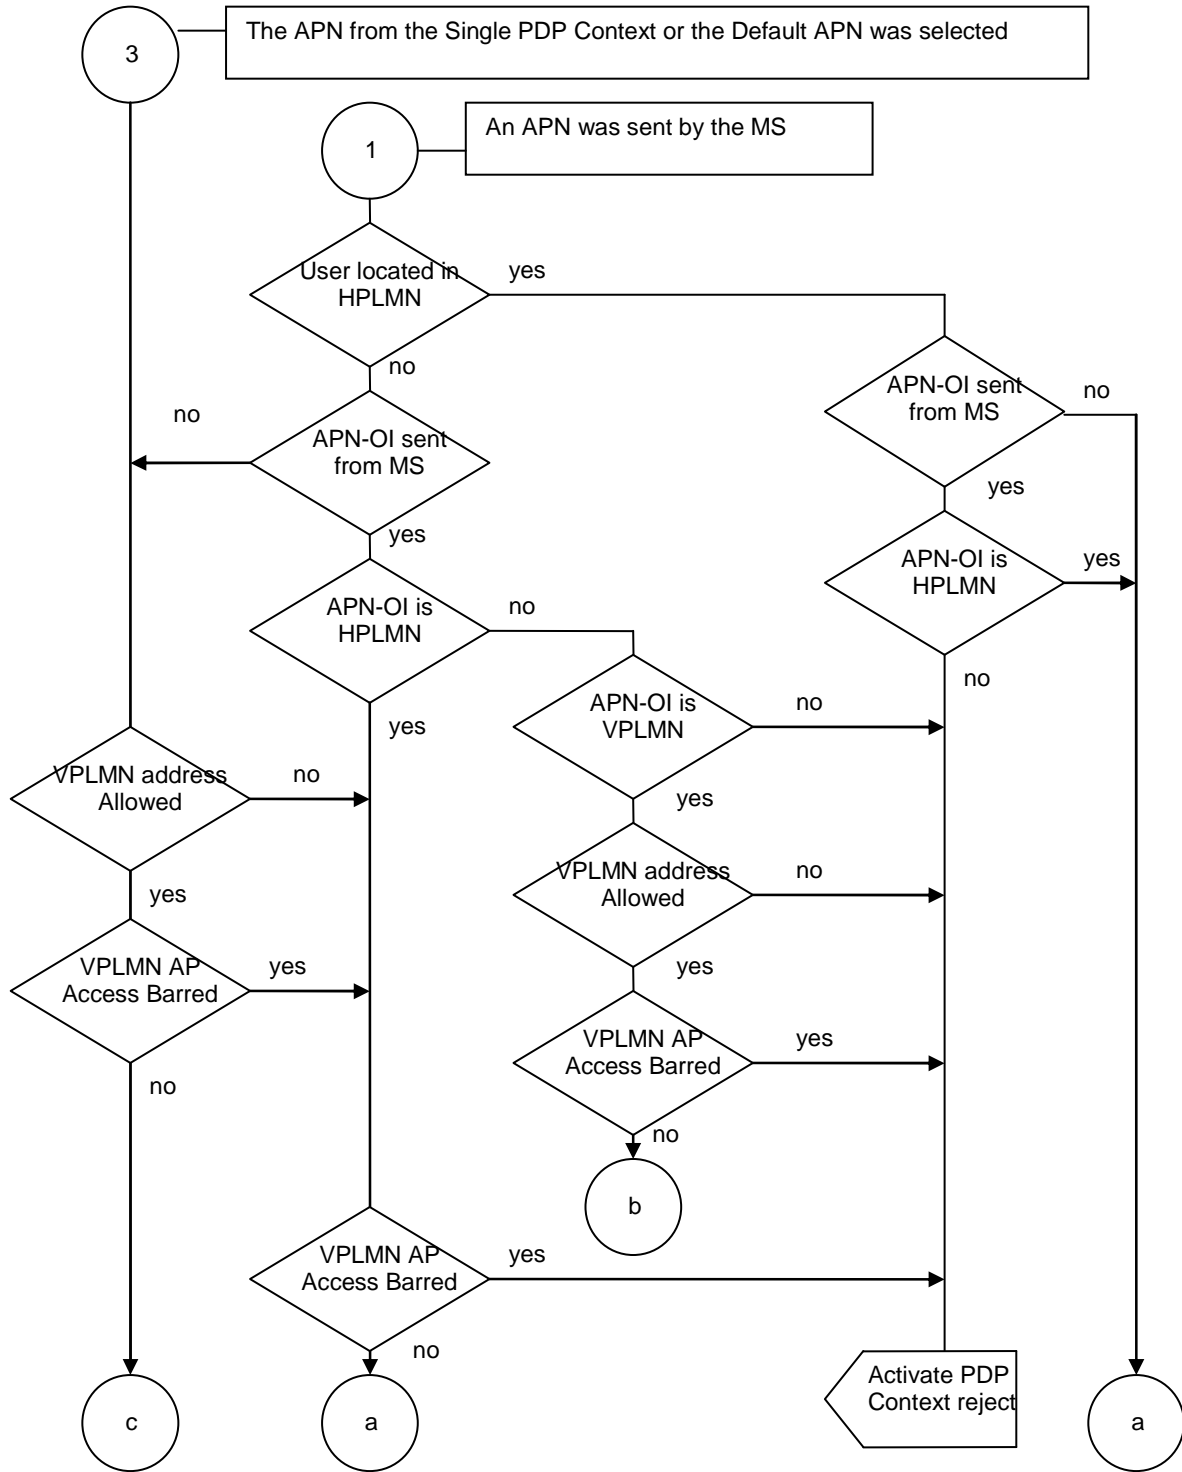 3
The APN from the Single PDP Context or the Default APN was selected
1
An APN was sent by the MS
User located in
HPLMN
yes
no
APN-OI sent
from MS
no
yes
no
APN-OI sent
from MS
yes
APN-OI is
HPLMN
yes
no
APN-OI is
HPLMN
no
yes
APN-OI is
VPLMN
no
yes
VPLMN address
Allowed
no
yes
VPLMN address
Allowed
no
yes
VPLMN AP
Access Barred
yes
no
VPLMN AP
Access Barred
yes
no
b
VPLMN AP
Access Barred
yes
no
c
a
Activate PDP
Context reject
a